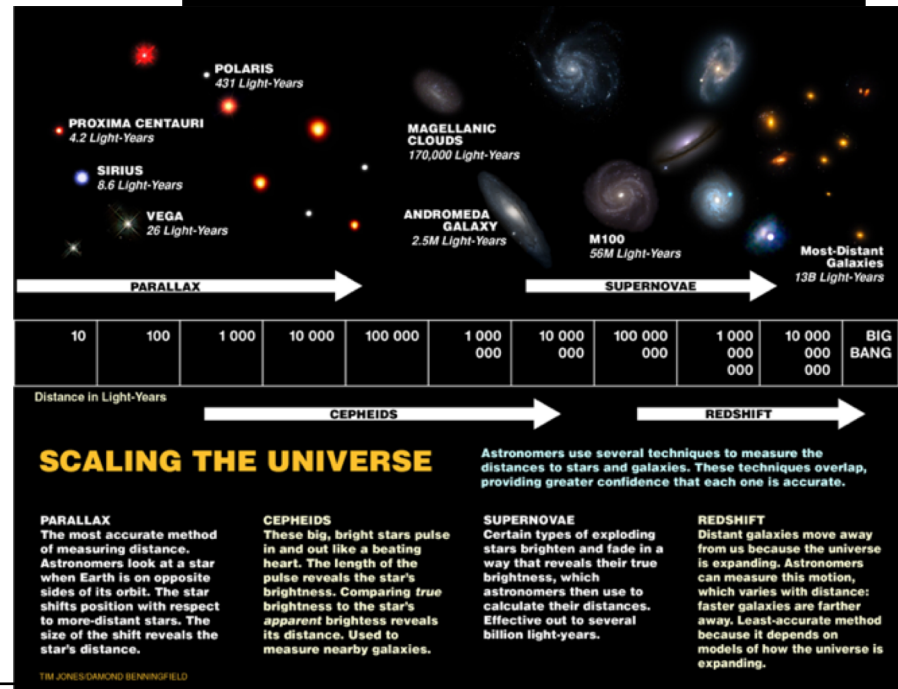 POLARIS
431 Light-Years
PROXIMA CENTAURI
4.2 Light-Years
SIRIUS
8.6 Light-Years
VEGA
26 Light-Years
MAGELLANIC
CLOUDS
170,000 Light-Years
ANDROMEDA
GALAXY
2.5M Light-Years
M100
56M Light-Years
Most-Distant
Galaxies
13B Light-Years
PARALLAX
SUPERNOVAE
10
100
1 000
10 000
100 000
1 000
000
10 000
000
100 000
000
1 000
000
000
10 000
000
000
BIG
BANG
Distance in Light-Years
CEPHEIDS
REDSHIFT
SCALING THE UNIVERSE
Astronomers use several techniques to measure the
distances to stars and galaxies. These techniques overlap,
providing greater confidence that each one is accurate.
PARALLAX
The most accurate method
of measuring distance.
Astronomers look at a star
when Earth is on opposite
sides of its orbit. The star
shifts position with respect
to more-distant stars. The
size of the shift reveals the
star's distance.
CEPHEIDS
These big, bright stars pulse
in and out like a beating
heart. The length of the
pulse reveals the star's
brightness. Comparing true
brightness to the star's
apparent brightess reveals
its distance. Used to
measure nearby galaxies.
SUPERNOVAE
Certain types of exploding
stars brighten and fade in a
way that reveals their true
brightness, which
astronomers then use to
calculate their distances.
Effective out to several
billion light-years.
REDSHIFT
Distant galaxies move away
from us because the universe
is expanding. Astronomers
can measure this motion,
which varies with distance:
faster galaxies are farther
away. Least-accurate method
because it depends on
models of how the universe is
expanding.
TIM JONES/DAMOND BENNINGFIELD